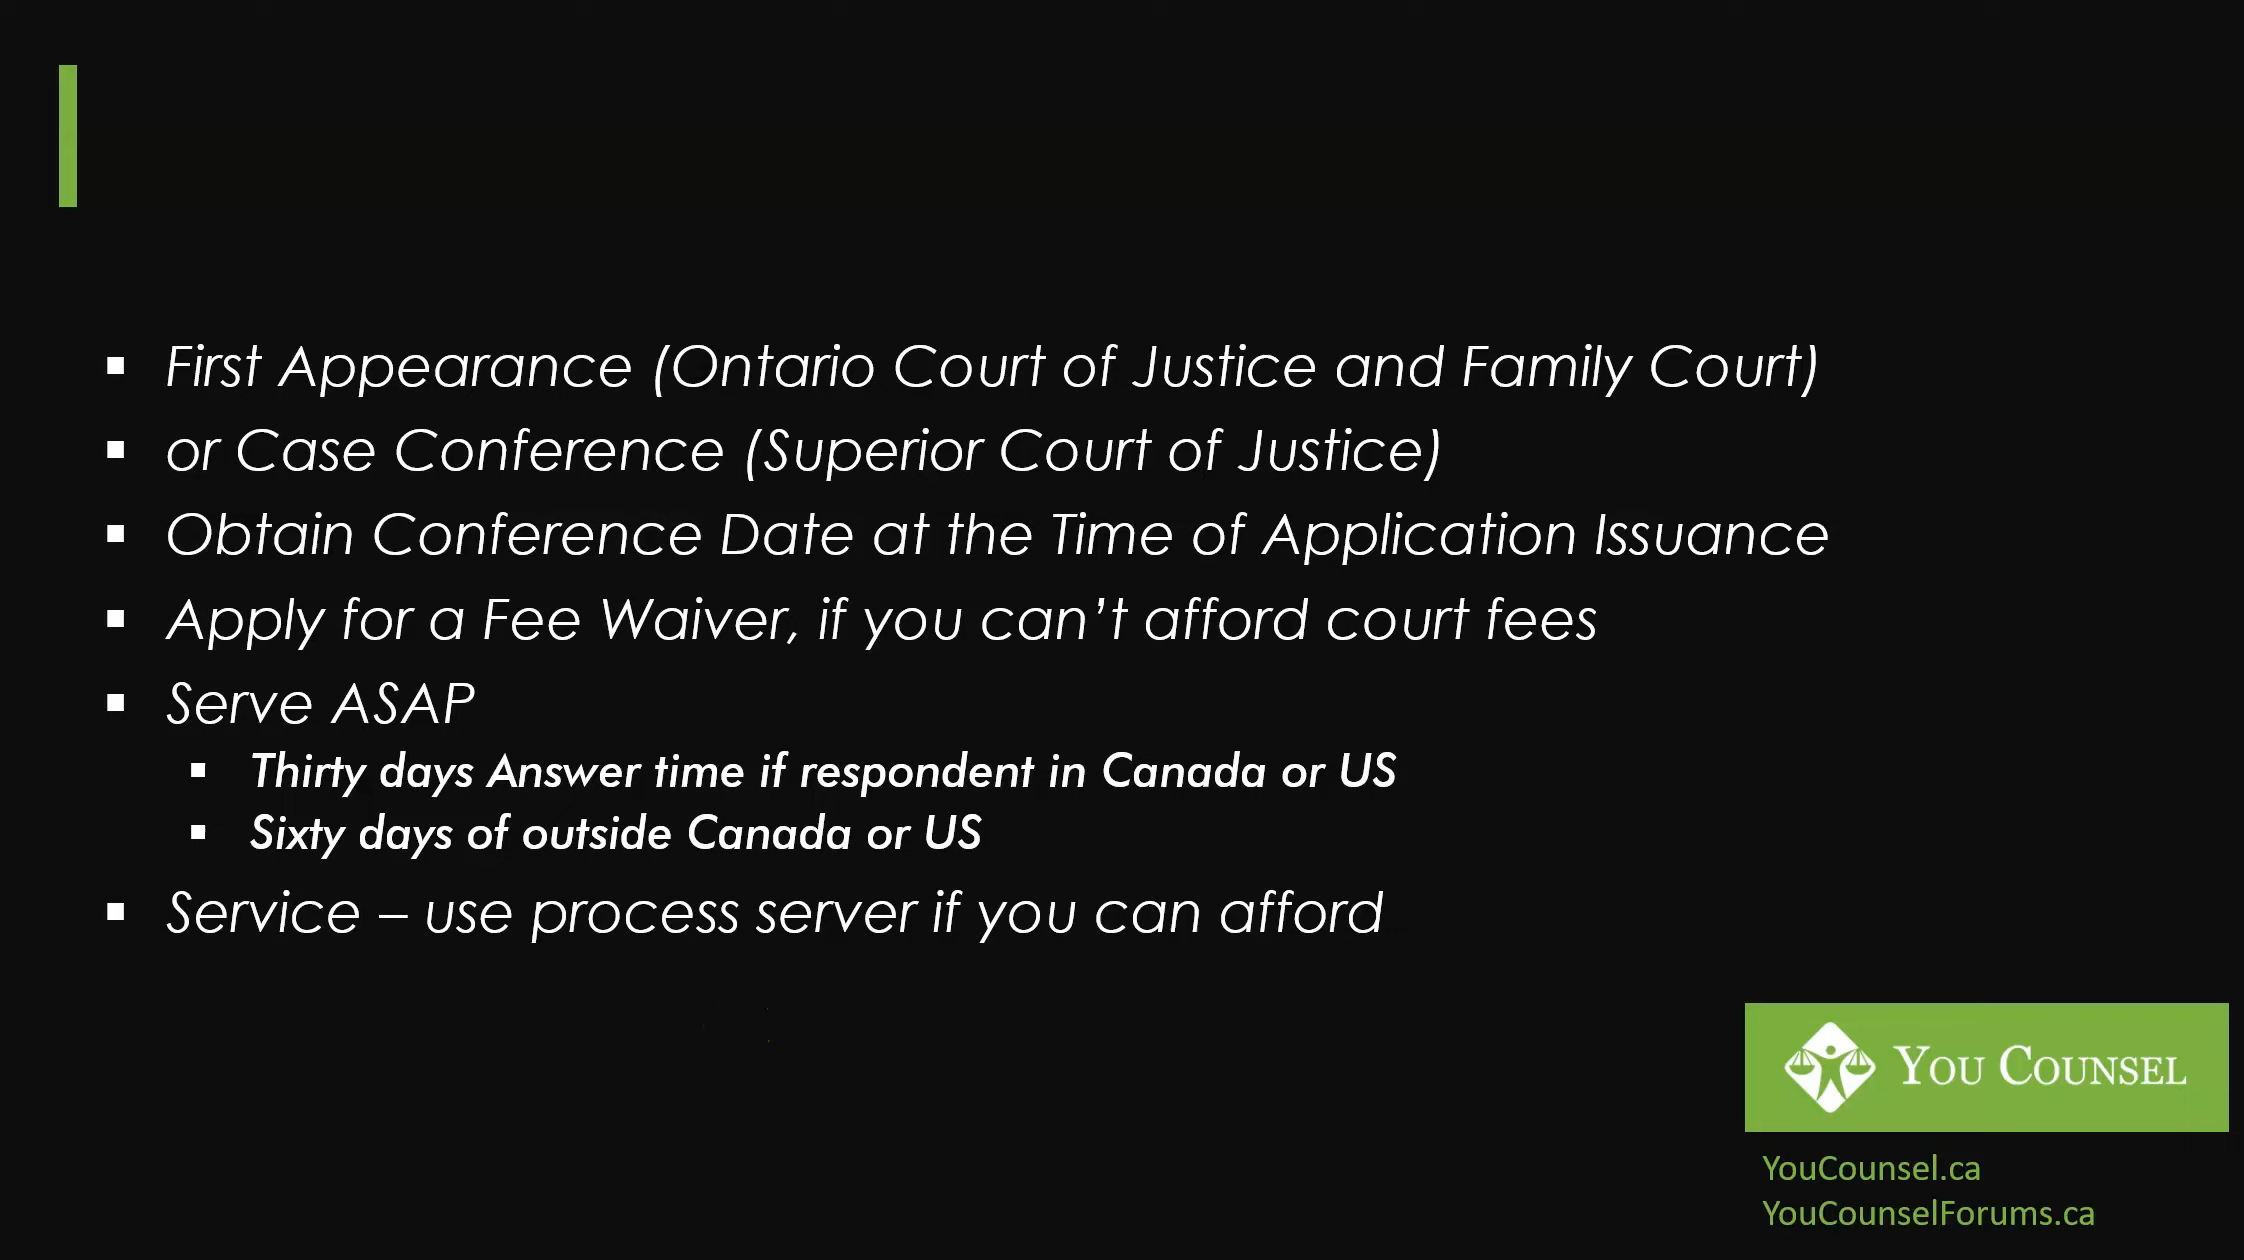 First Appearance (Ontario Court of Justice and Family Court)
or Case Conference (Superior Court of Justice)
Obtain Conference Date at the Time of Application Issuance
Apply for a Fee Waiver, if you can’t afford court fees
Serve ASAP
Thirty days Answer time if respondent in Canada or US
Sixty days of outside Canada or US
Service – use process server if you can afford
YOU COUNSEL
YouCounsel.ca
YouCounselForums.ca